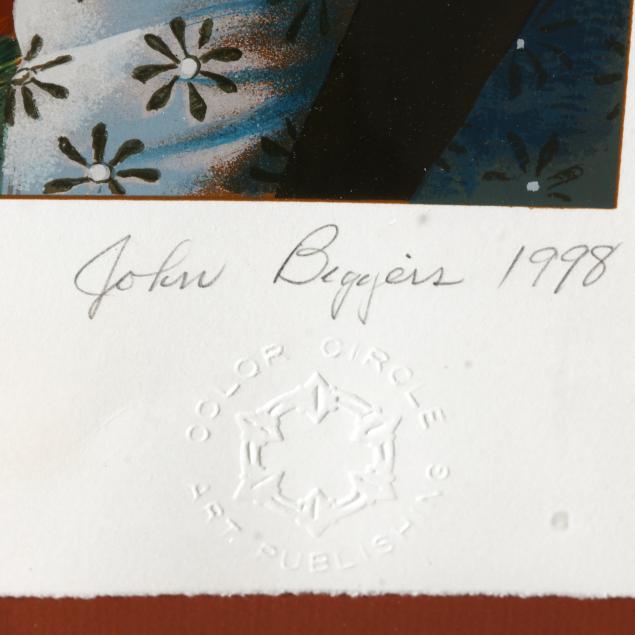 John Biggers 1998
COLOR CIRCLE
ART. PUBLISHING